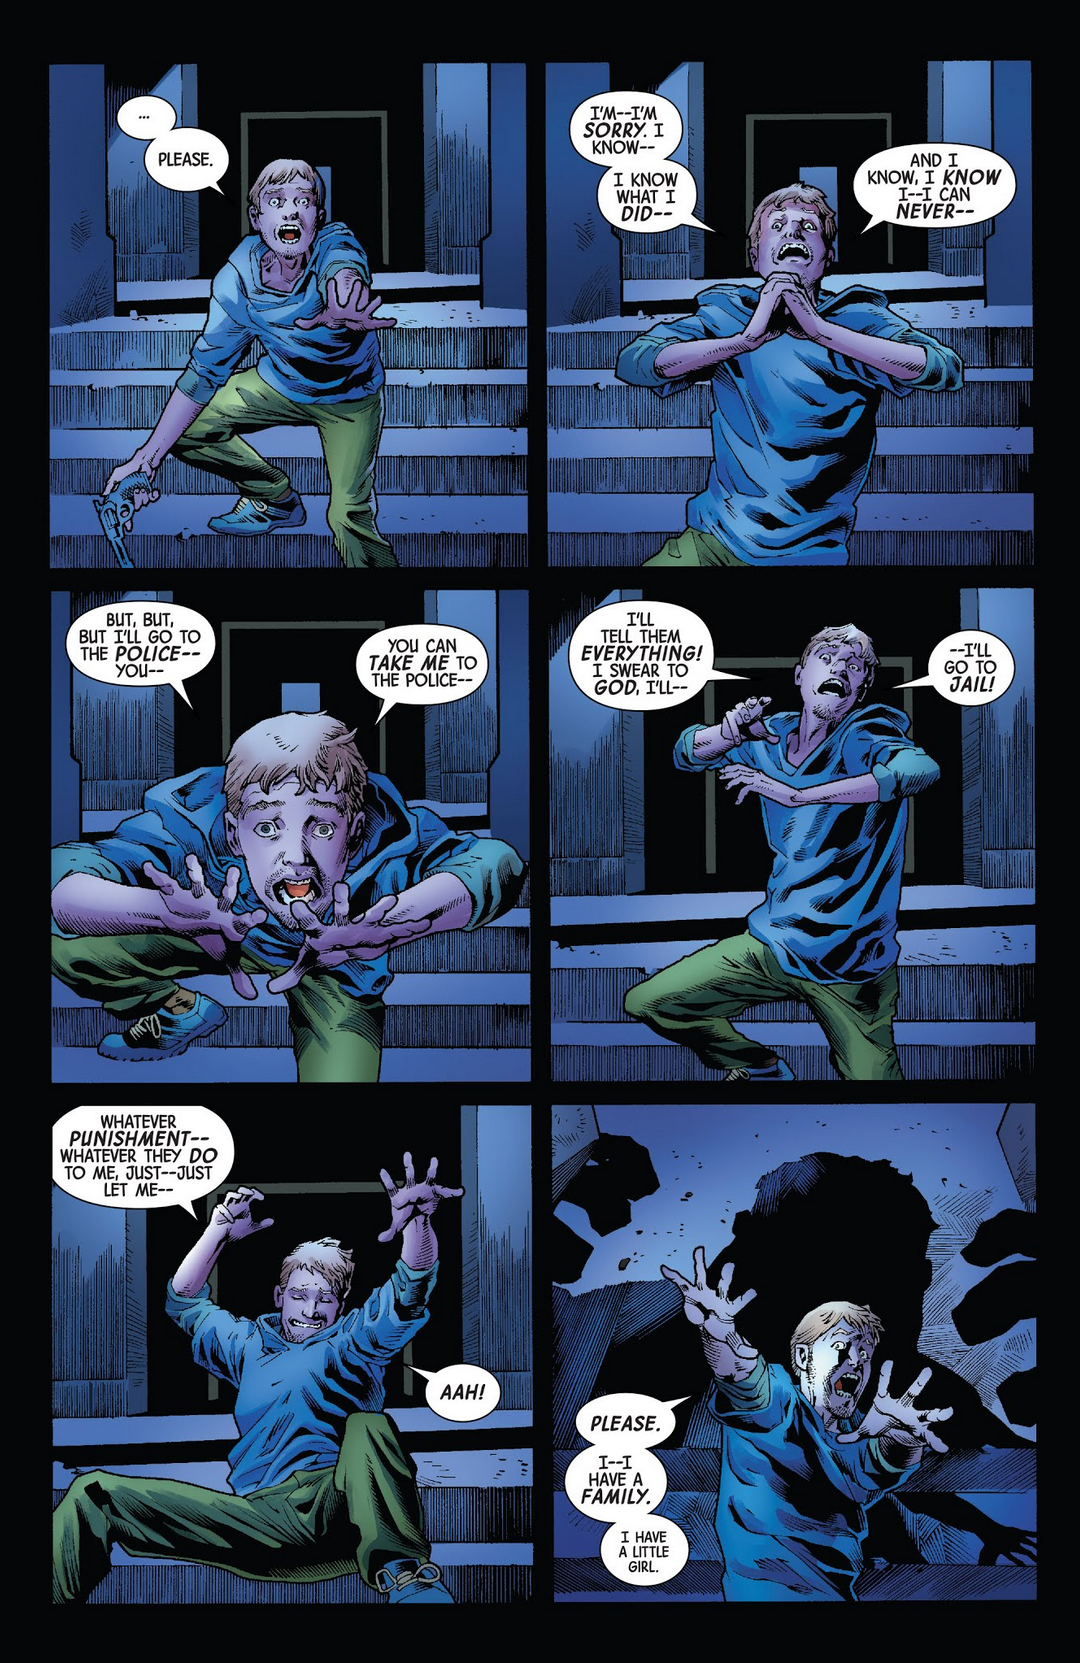 ...
PLEASE.
I'M--I'M
SORRY. I
KNOW--
I KNOW
WHAT I
DID--
AND I
KNOW, I KNOW
I--I CAN
NEVER--
BUT, BUT,
BUT I'LL GO TO
THE POLICE--
YOU--
YOU CAN
TAKE ME TO
THE POLICE--
I'LL
TELL THEM
EVERYTHING!
I SWEAR TO
GOD, I'LL--
--I'LL
GO TO
JAIL!
WHATEVER
PUNISHMENT--
WHATEVER THEY DO
TO ME, JUST--JUST
LET ME--
AAH!
PLEASE.
I--I
HAVE A
FAMILY.
I HAVE
A LITTLE
GIRL.